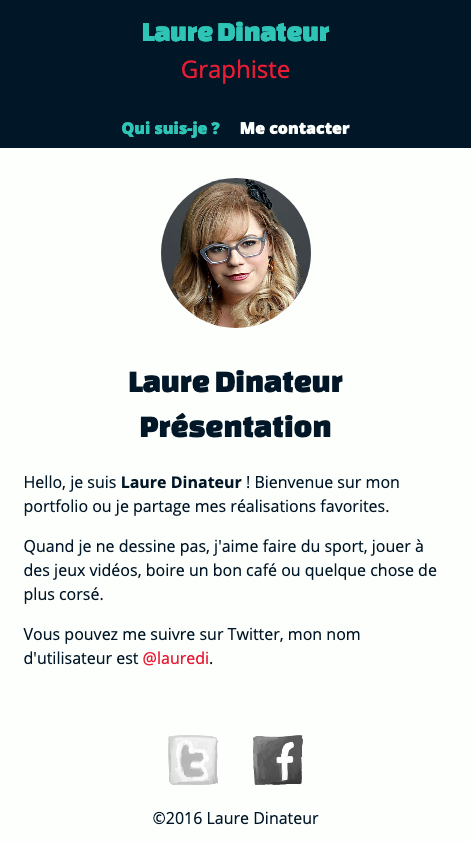 Laure Dinateur
Graphiste
Qui suis-je ? Me contacter
Laure Dinateur
Présentation
Hello, je suis Laure Dinateur ! Bienvenue sur mon
portfolio ou je partage mes réalisations favorites.
Quand je ne dessine pas, j'aime faire du sport, jouer à
des jeux vidéos, boire un bon café ou quelque chose de
plus corsé.
Vous pouvez me suivre sur Twitter, mon nom
d'utilisateur est @lauredi.
t f
©2016 Laure Dinateur